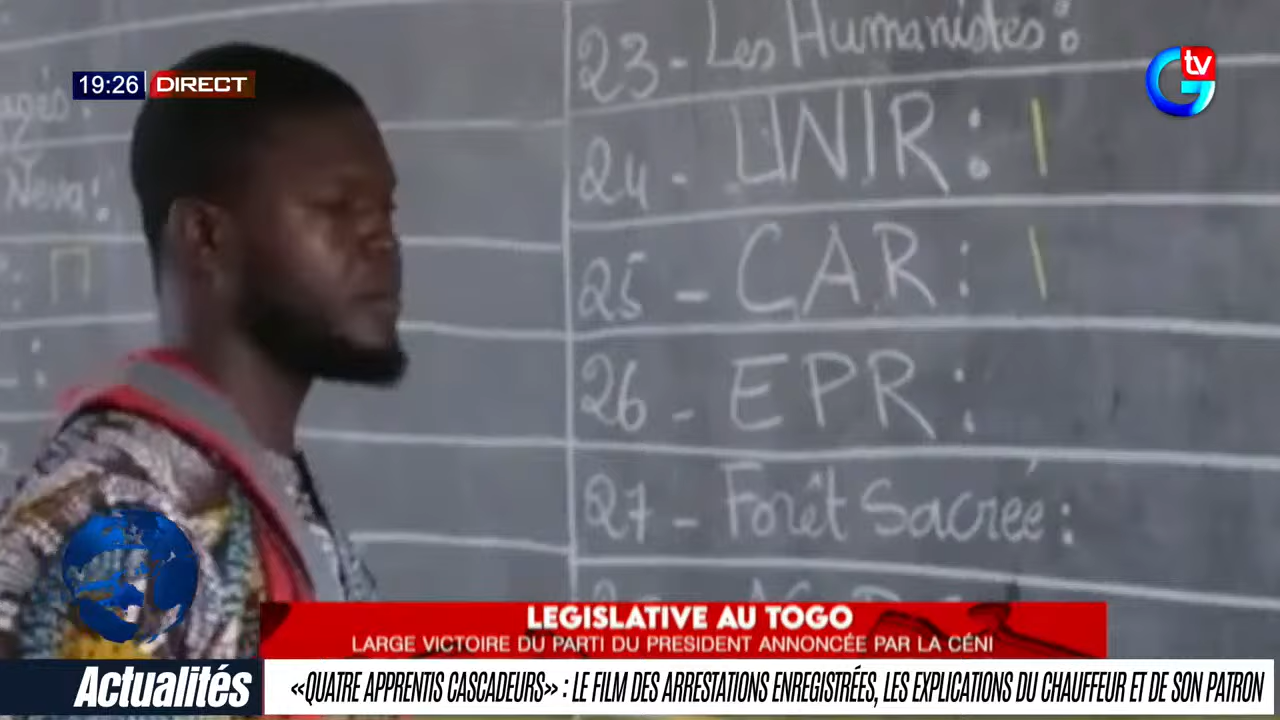 19:26 DIRECT
G tv
23 - Les Humanistes :
24 - UNIR : |
25 - CAR : |
26 - EPR :
27 - Forêt Sacrée :
Neva :
LEGISLATIVE AU TOGO
LARGE VICTOIRE DU PARTI DU PRESIDENT ANNONCÉE PAR LA CÉNI
Actualités
«QUATRE APPRENTIS CASCADEURS» : LE FILM DES ARRESTATIONS ENREGISTRÉES, LES EXPLICATIONS DU CHAUFFEUR ET DE SON PATRON